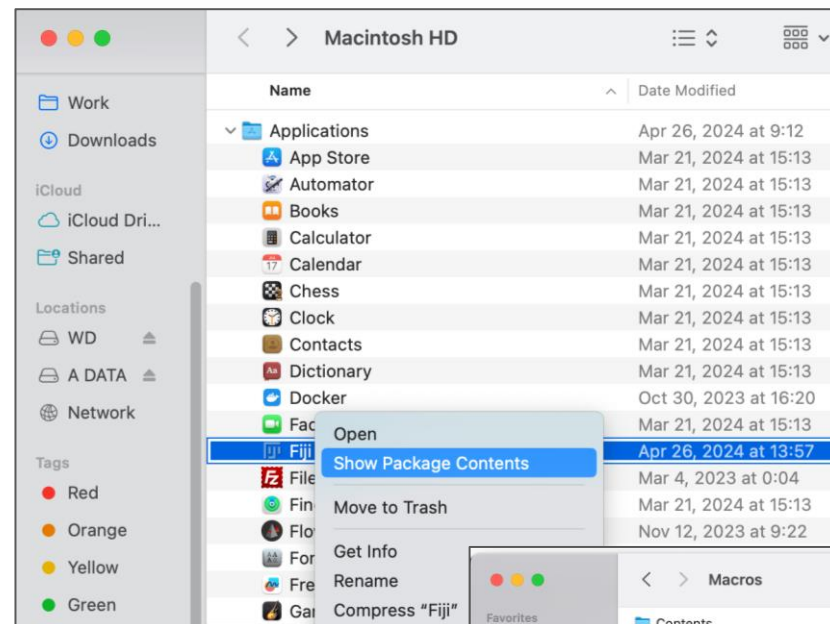 Macintosh HD
Name Date Modified
Work
Downloads
iCloud
iCloud Dri...
Shared
Locations
WD
A DATA
Network
Tags
Red
Orange
Yellow
Green
Applications Apr 26, 2024 at 9:12
App Store Mar 21, 2024 at 15:13
Automator Mar 21, 2024 at 15:13
Books Mar 21, 2024 at 15:13
Calculator Mar 21, 2024 at 15:13
Calendar Mar 21, 2024 at 15:13
Chess Mar 21, 2024 at 15:13
Clock Mar 21, 2024 at 15:13
Contacts Mar 21, 2024 at 15:13
Dictionary Mar 21, 2024 at 15:13
Docker Oct 30, 2023 at 16:20
Fac Mar 21, 2024 at 15:13
Fiji Apr 26, 2024 at 13:57
File Mar 4, 2023 at 0:04
Fin Mar 21, 2024 at 15:13
Flo Nov 12, 2023 at 9:22
For
Fre
Gar
Open
Show Package Contents
Move to Trash
Get Info
Rename
Compress “Fiji”
Macros
Favorites
Contents